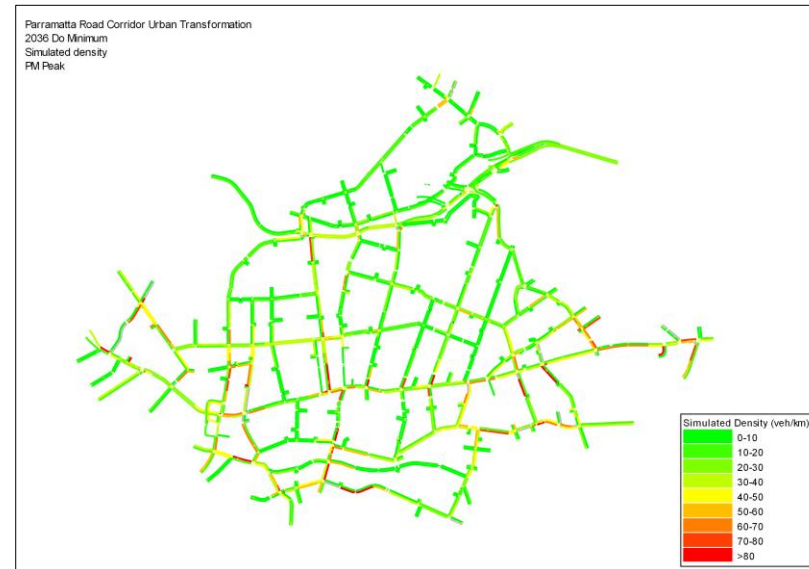 Parramatta Road Corridor Urban Transformation
2036 Do Minimum
Simulated density
PM Peak
Simulated Density (veh/km)
0-10
10-20
20-30
30-40
40-50
50-60
60-70
70-80
>80